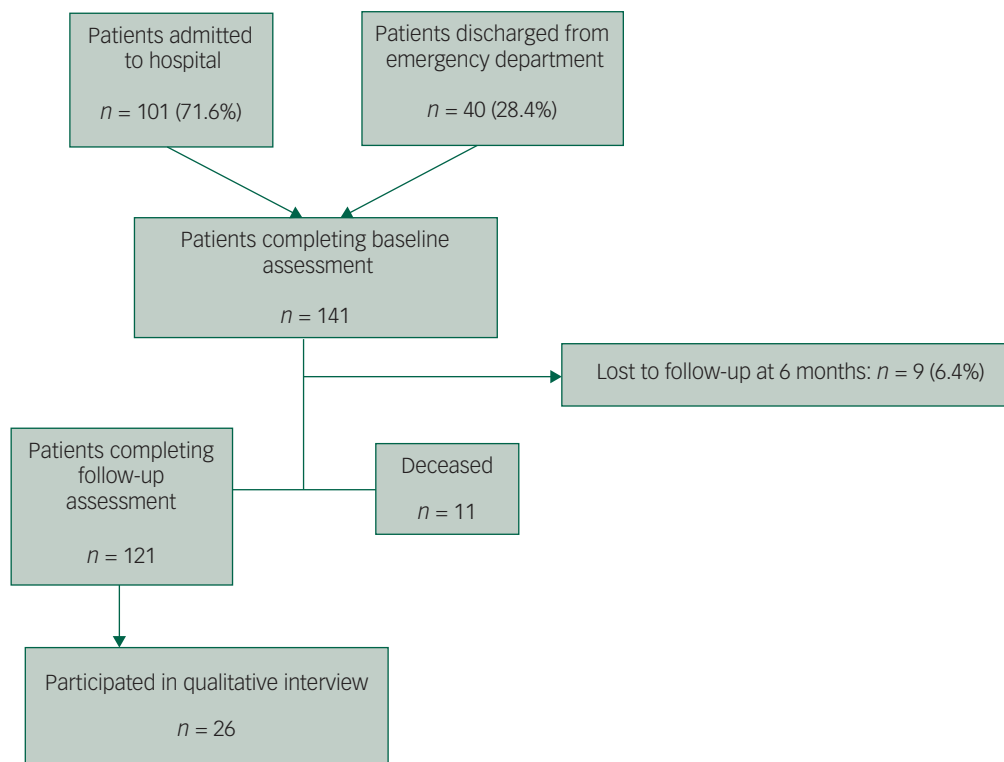 Patients admitted
to hospital
n = 101 (71.6%)
Patients discharged from
emergency department
n = 40 (28.4%)
Patients completing baseline
assessment
n = 141
Lost to follow-up at 6 months: n = 9 (6.4%)
Patients completing
follow-up
assessment
n = 121
Deceased
n = 11
Participated in qualitative interview
n = 26